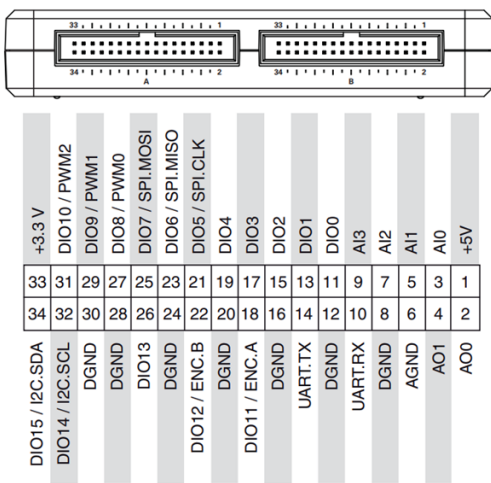 33 1 33 1
34 2 34 2
A B
+3.3 V
DIO10 / PWM2
DIO9 / PWM1
DIO8 / PWM0
DIO7 / SPI.MOSI
DIO6 / SPI.MISO
DIO5 / SPI.CLK
DIO4
DIO3
DIO2
DIO1
DIO0
AI3
AI2
AI1
AI0
+5V
33 31 29 27 25 23 21 19 17 15 13 11 9 7 5 3 1
34 32 30 28 26 24 22 20 18 16 14 12 10 8 6 4 2
DIO15 / I2C.SDA
DIO14 / I2C.SCL
DGND
DGND
DIO13
DGND
DIO12 / ENC.B
DGND
DIO11 / ENC.A
DGND
UART.TX
DGND
UART.RX
DGND
AGND
AO1
AO0